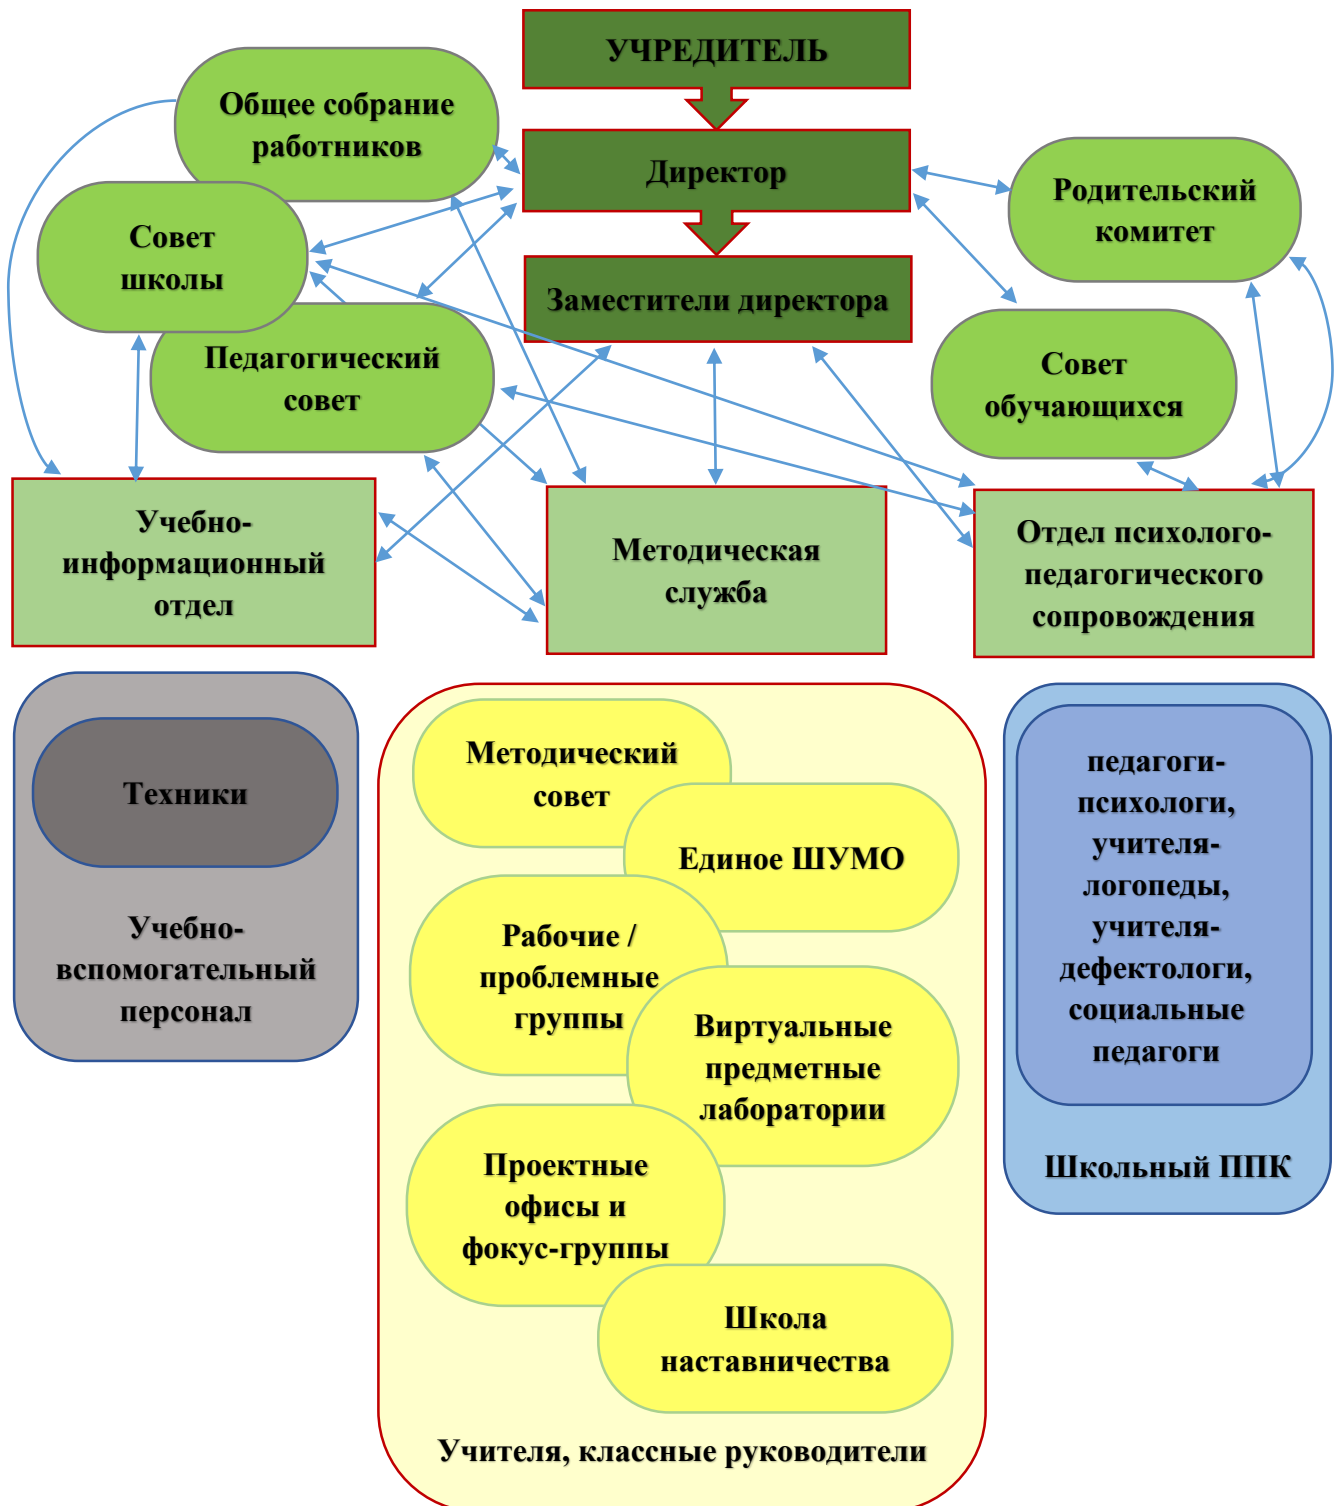 УЧРЕДИТЕЛЬ
Общее собрание
работников
Директор
Родительский
комитет
Совет
школы
Заместители директора
Педагогический
совет
Совет
обучающихся
Учебно-
информационный
отдел
Методическая
служба
Отдел психолого-
педагогического
сопровождения
Техники
Учебно-
вспомогательный
персонал
Методический
совет
Единое ШУМО
Рабочие /
проблемные
группы
Виртуальные
предметные
лаборатории
Проектные
офисы и
фокус-группы
Школа
наставничества
Учителя, классные руководители
педагоги-
психологи,
учителя-
логопеды,
учителя-
дефектологи,
социальные
педагоги
Школьный ППК